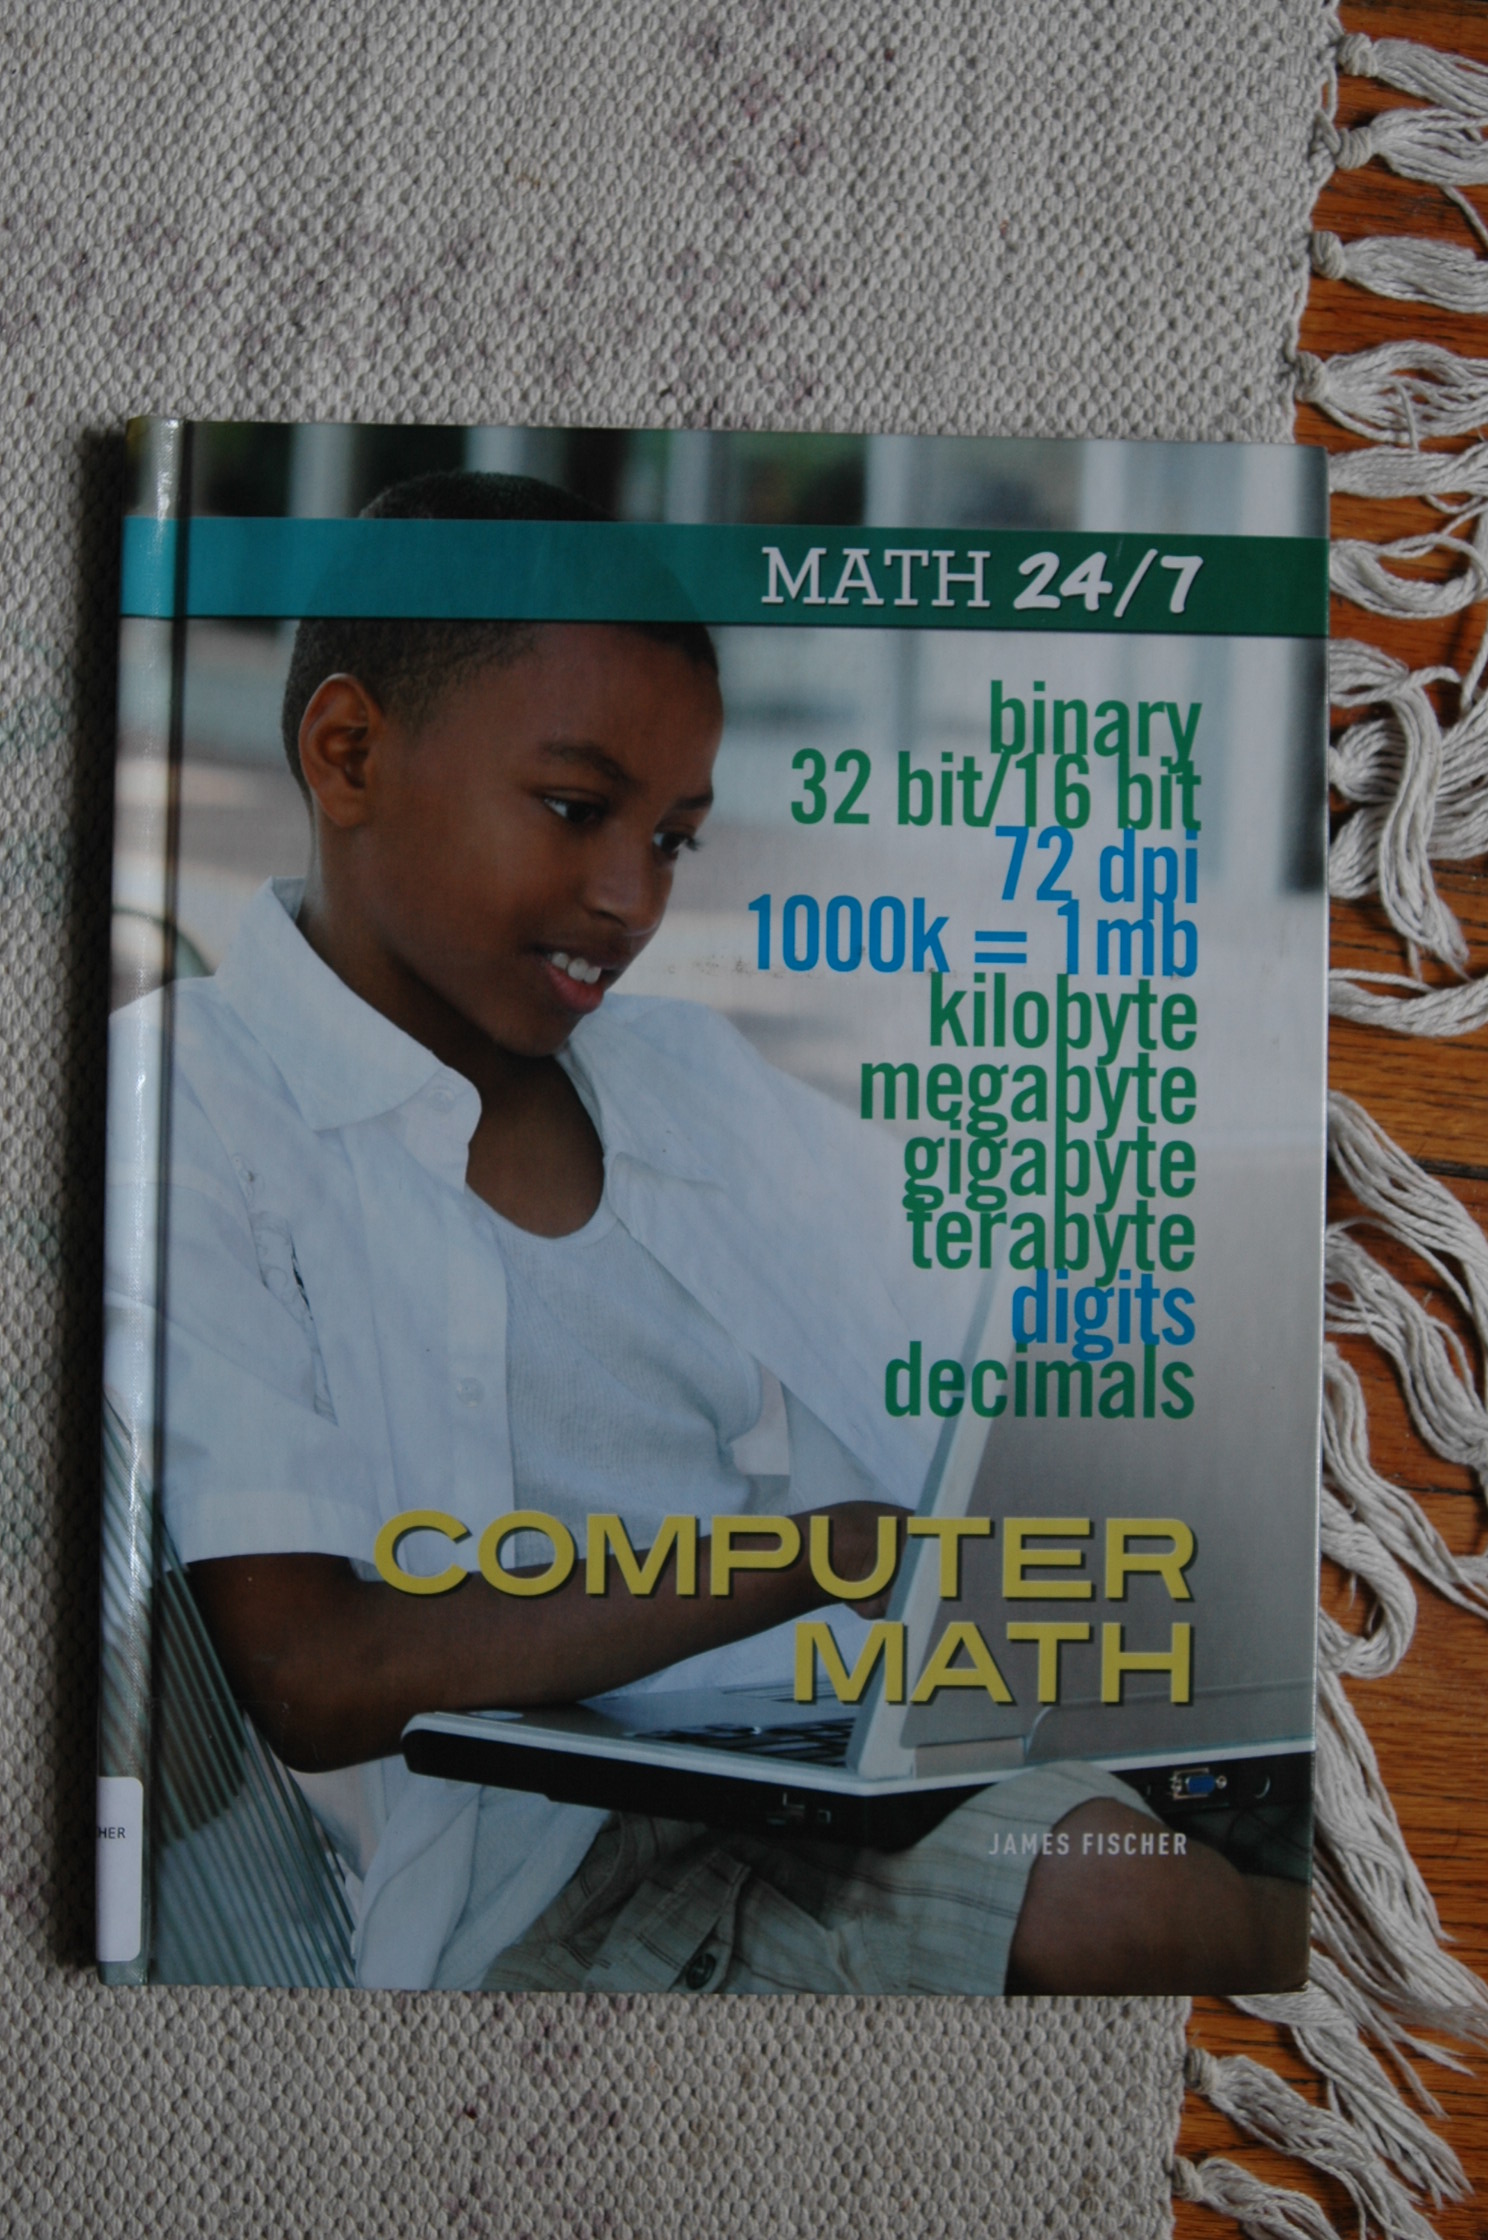 MATH 24/7
binary
32 bit/16 bit
72 dpi
1000k = 1mb
kilobyte
megabyte
gigabyte
terabyte
digits
decimals
COMPUTER
MATH
JAMES FISCHER
HER